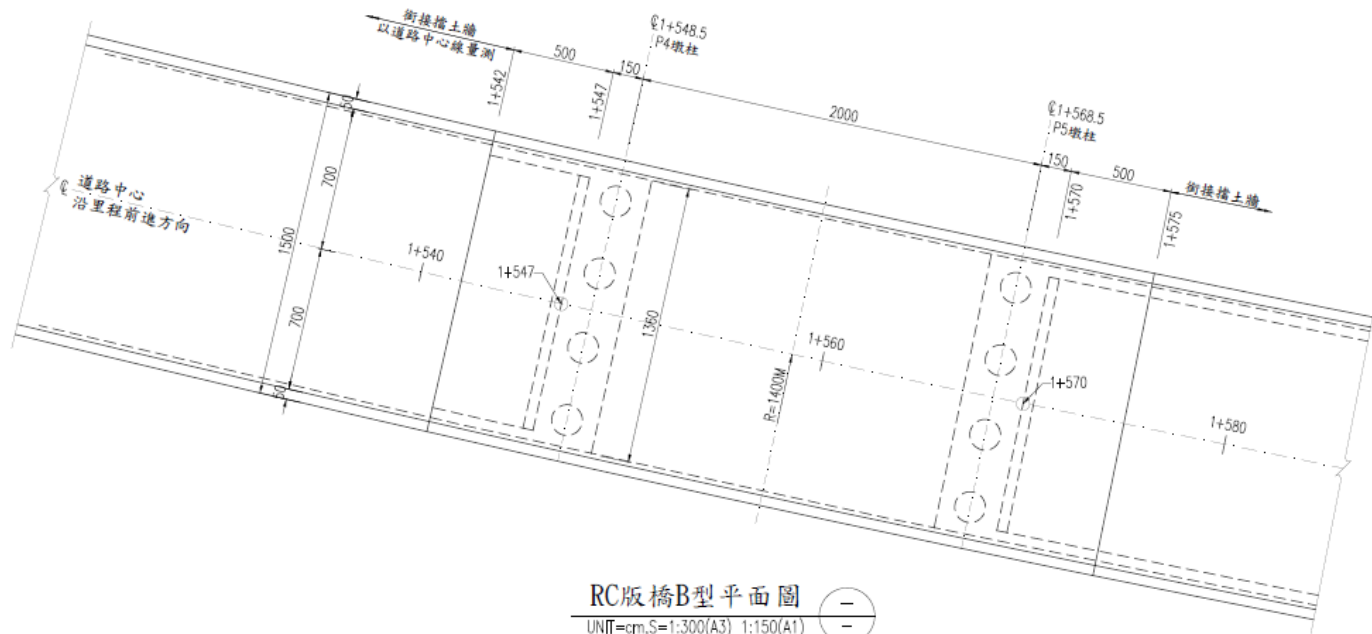 銜接擋土牆
以道路中心線量測
500
150
℄1+548.5
P4墩柱
1+542
1+547
2000
℄1+568.5
P5墩柱
150
500
1+570
1+575
銜接擋土牆
50
700
℄ 道路中心
沿里程前進方向
1500
1+540
1+547
700
1360
R=1400M
1+560
1+570
1+580
50
RC版橋B型平面圖
UNIT=cm,S=1:300(A3) 1:150(A1)